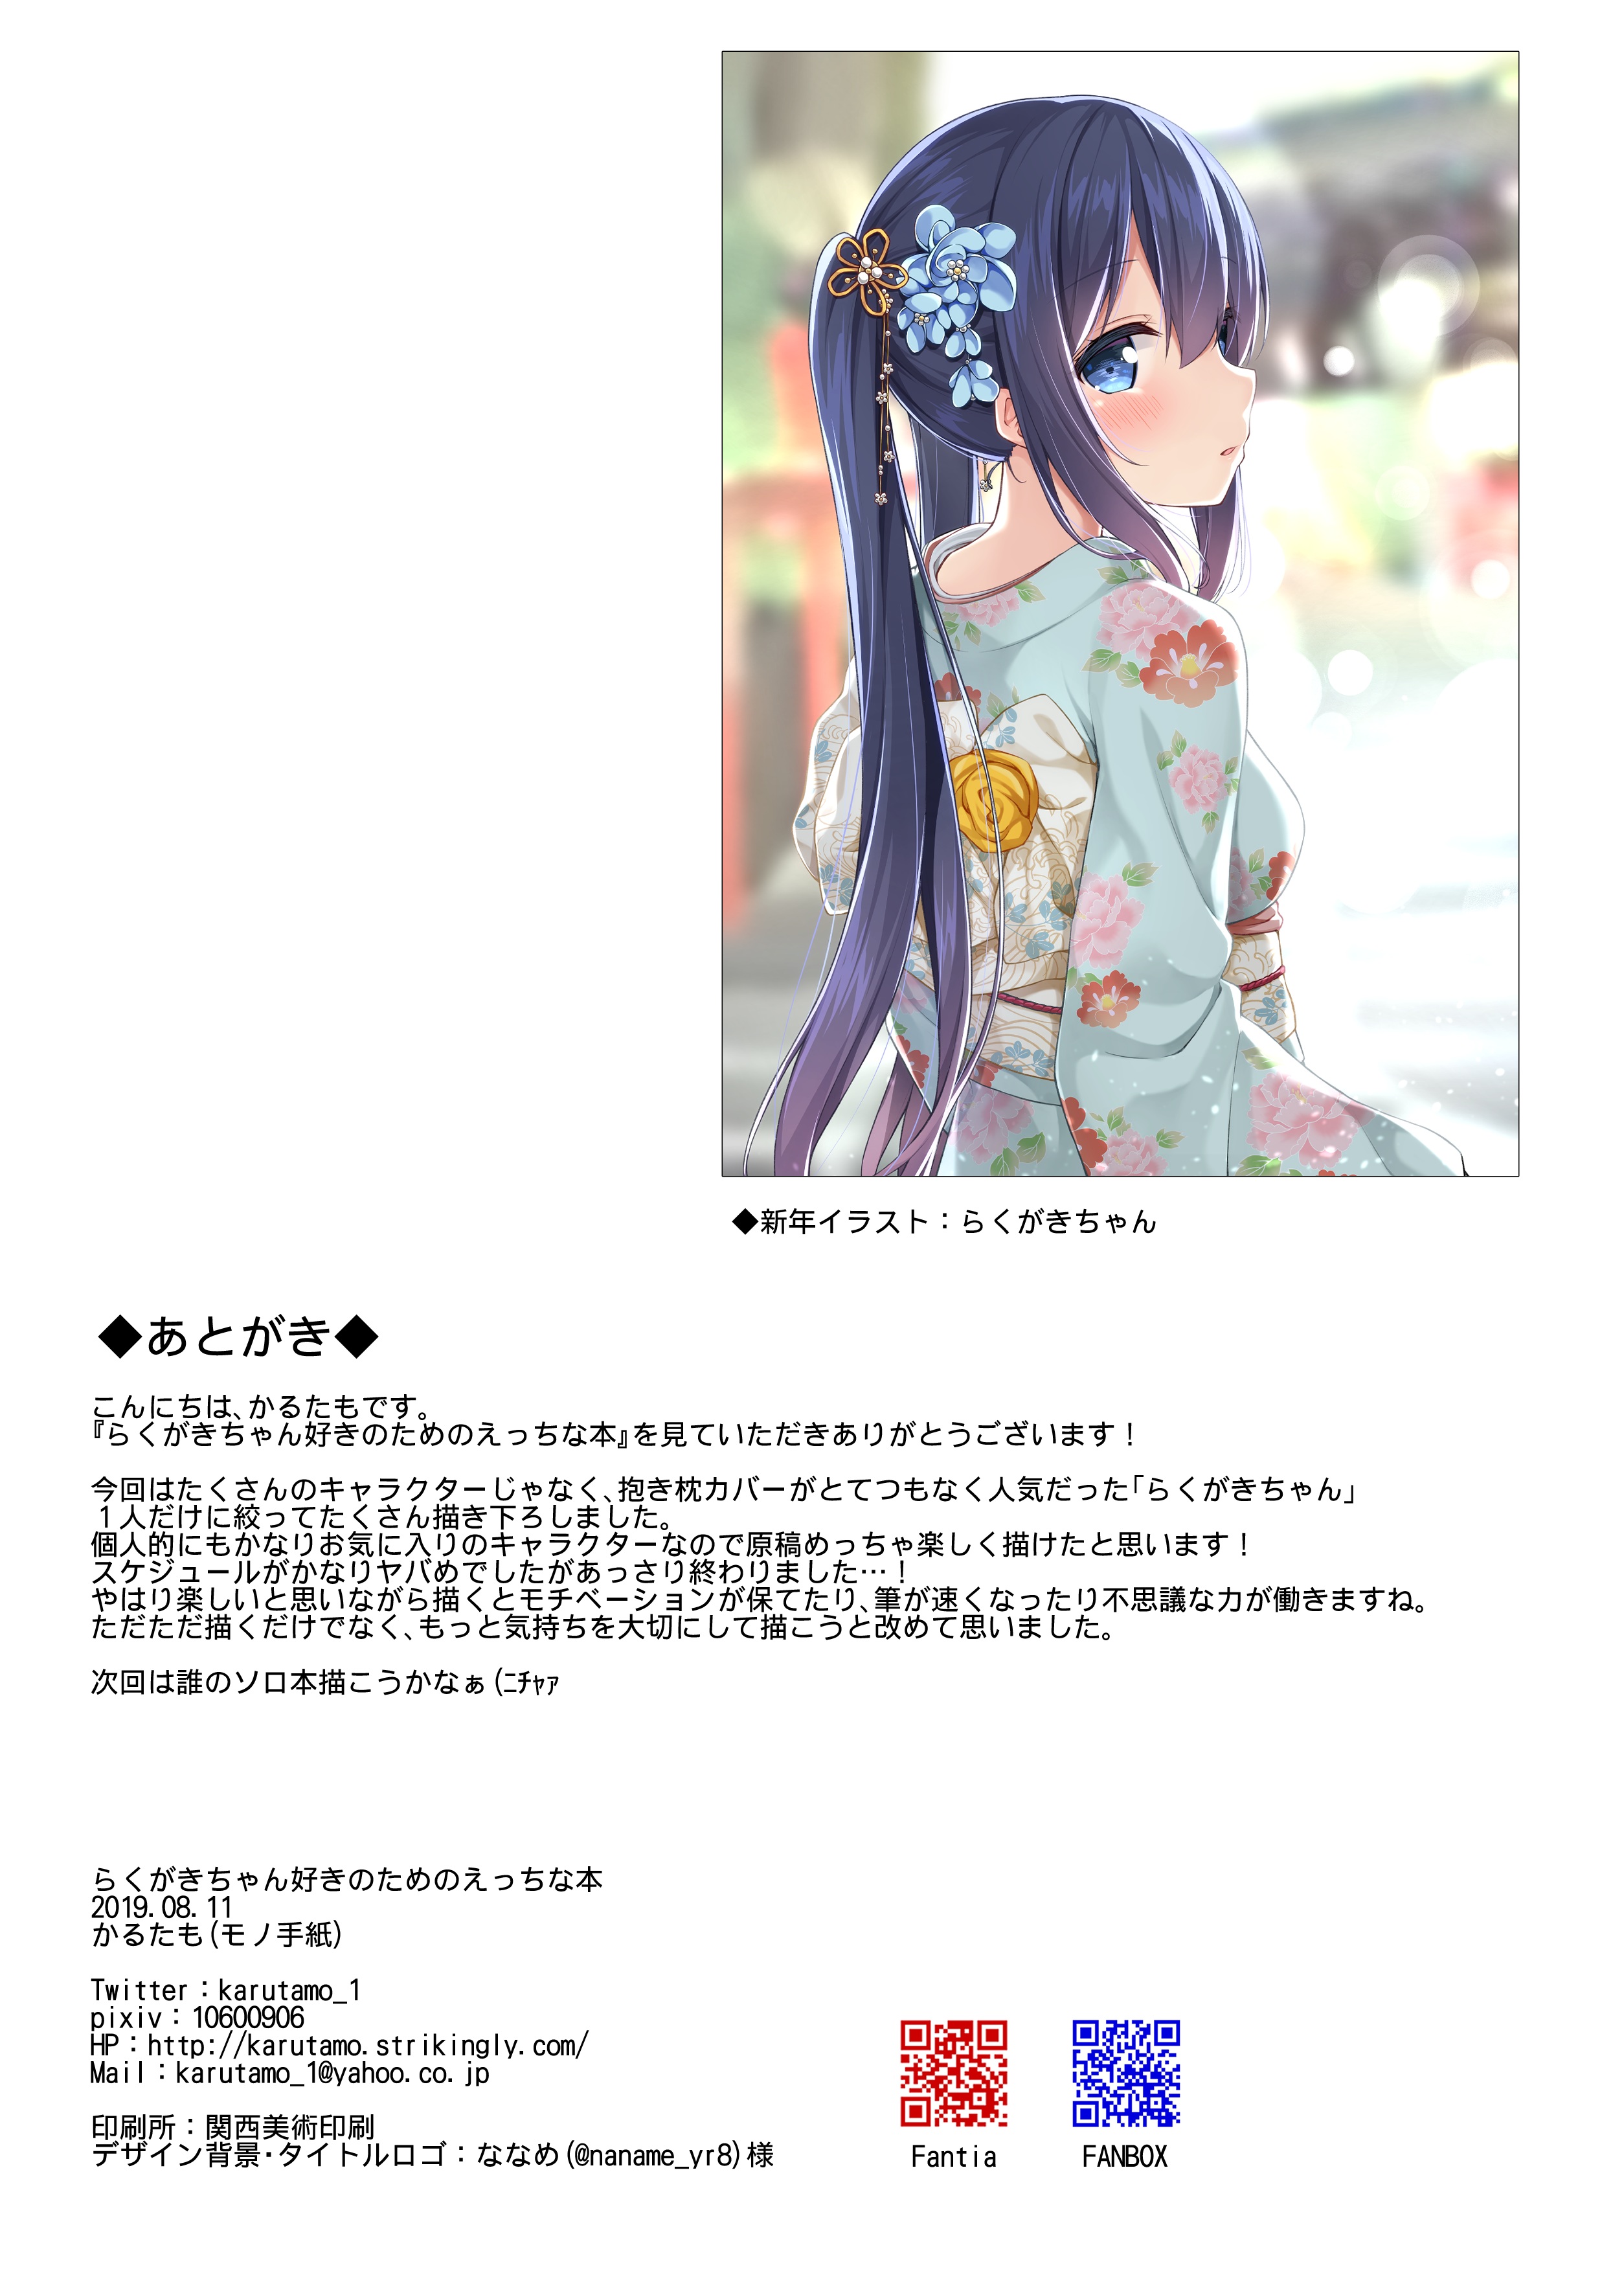 ◆新年イラスト：らくがきちゃん
◆あとがき◆
こんにちは、かるたもです。
『らくがきちゃん好きのためのえっちな本』を見ていただきありがとうございます！
今回はたくさんのキャラクターじゃなく、抱き枕カバーがとてつもなく人気だった「らくがきちゃん」
１人だけに絞ってたくさん描き下ろしました。
個人的にもかなりお気に入りのキャラクターなので原稿めっちゃ楽しく描けたと思います！
スケジュールがかなりヤバめでしたがあっさり終わりました…！
やはり楽しいと思いながら描くとモチベーションが保てたり、筆が速くなったり不思議な力が働きますね。
ただただ描くだけでなく、もっと気持ちを大切にして描こうと改めて思いました。
次回は誰のソロ本描こうかなぁ(ﾆﾁｬｧ
らくがきちゃん好きのためのえっちな本
2019.08.11
かるたも(モノ手紙)
Twitter：karutamo_1
pixiv：10600906
HP：http://karutamo.strikingly.com/
Mail：karutamo_1@yahoo.co.jp
印刷所：関西美術印刷
デザイン背景・タイトルロゴ：ななめ(@naname_yr8)様
Fantia
FANBOX